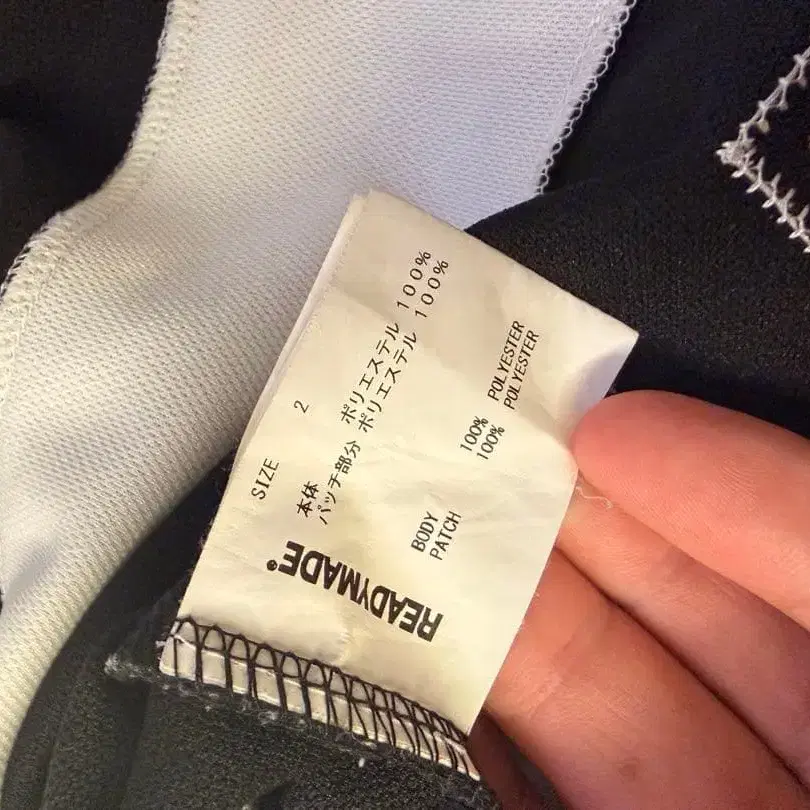 SIZE 2
本体 ポリエステル 100%
パッチ部分 ポリエステル 100%
BODY 100% POLYESTER
PATCH 100% POLYESTER
READYMADE®